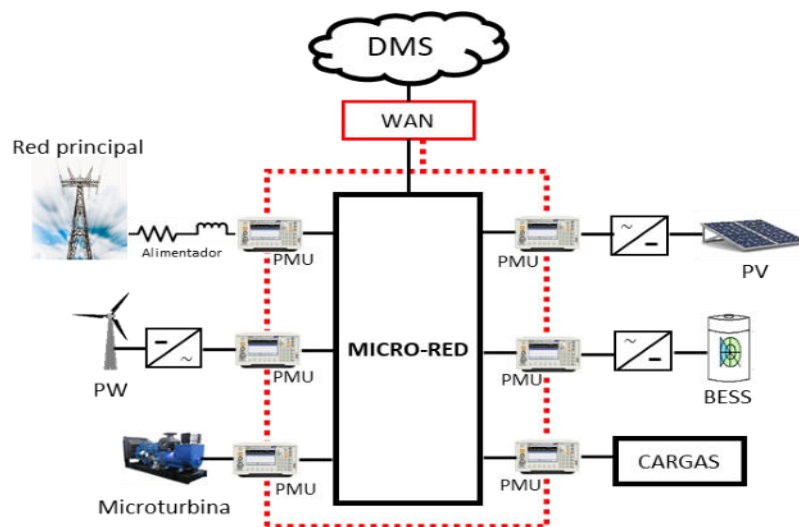 DMS
WAN
Red principal
Alimentador
PMU
PMU
PV
PW
PMU
MICRO-RED
PMU
BESS
Microturbina
PMU
PMU
CARGAS